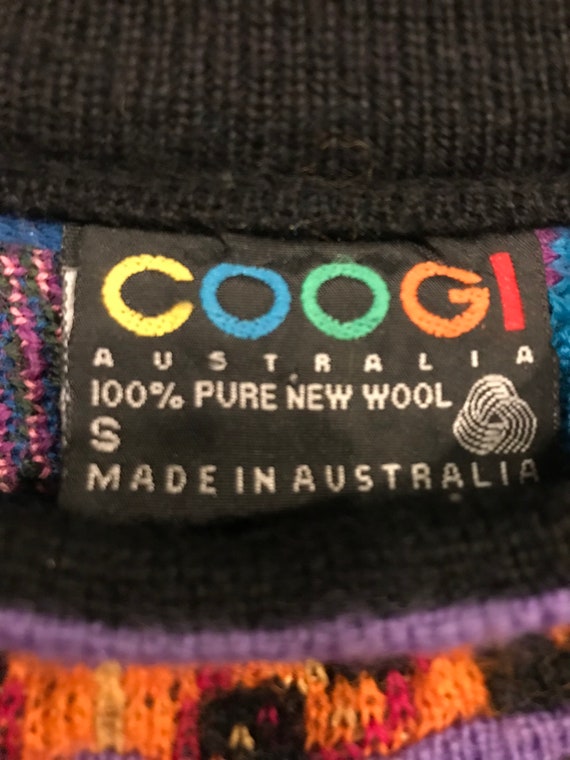 COOGI
AUSTRALIA
100% PURE NEW WOOL
S
MADE IN AUSTRALIA